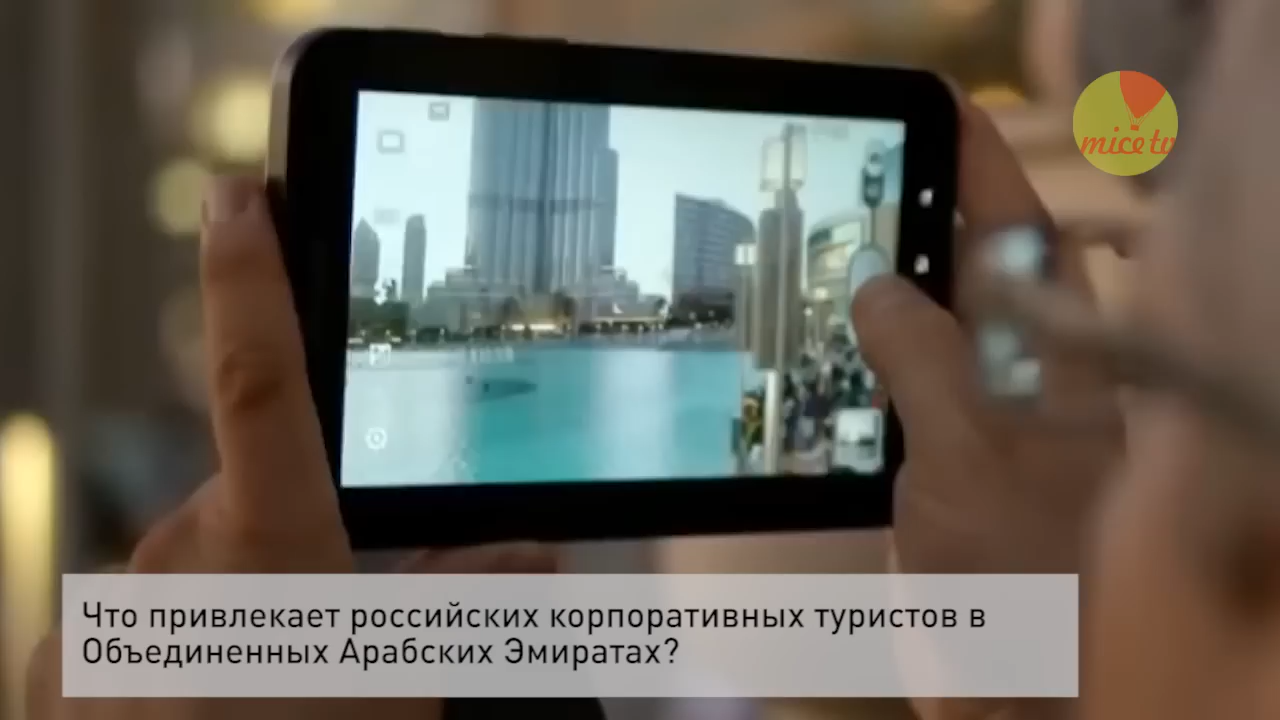 mice tv
Что привлекает российских корпоративных туристов в
Объединенных Арабских Эмиратах?